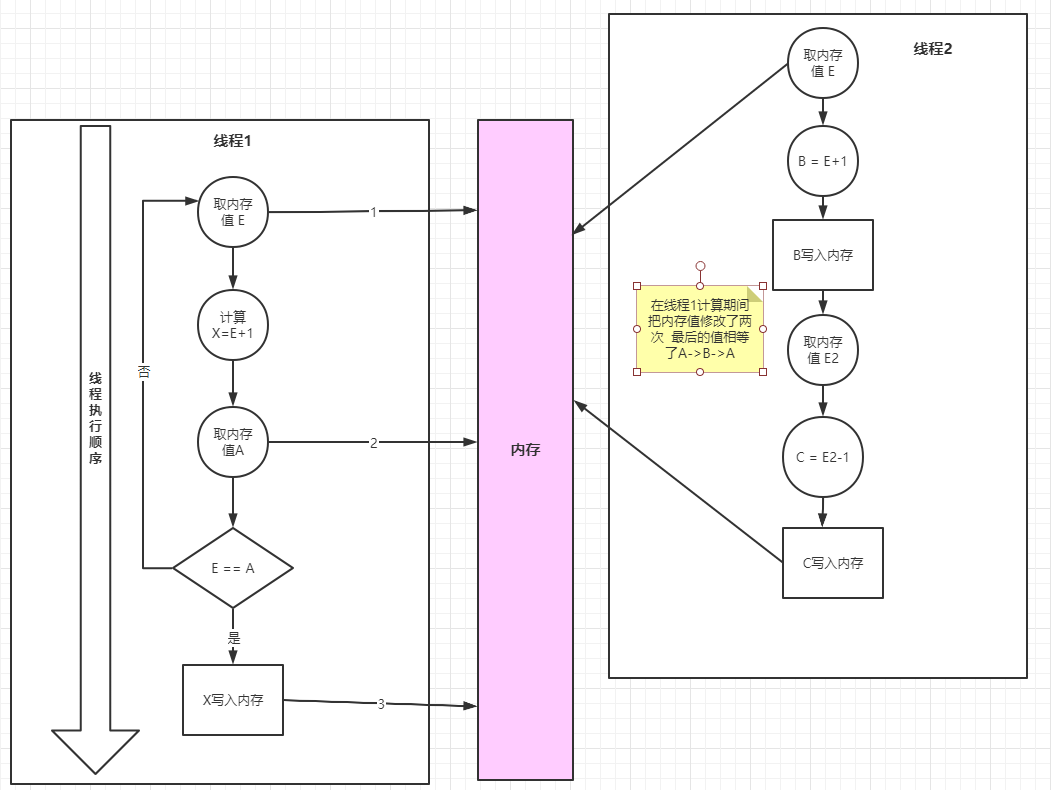 线程1
线程执行顺序
取内存
值 E
1
计算
X=E+1
否
取内存
值A
2
E == A
是
X写入内存
3
内存
线程2
取内存
值 E
B = E+1
B写入内存
在线程1计算期间
把内存值修改了两
次 最后的值相等
了A->B->A
取内存
值 E2
C = E2-1
C写入内存